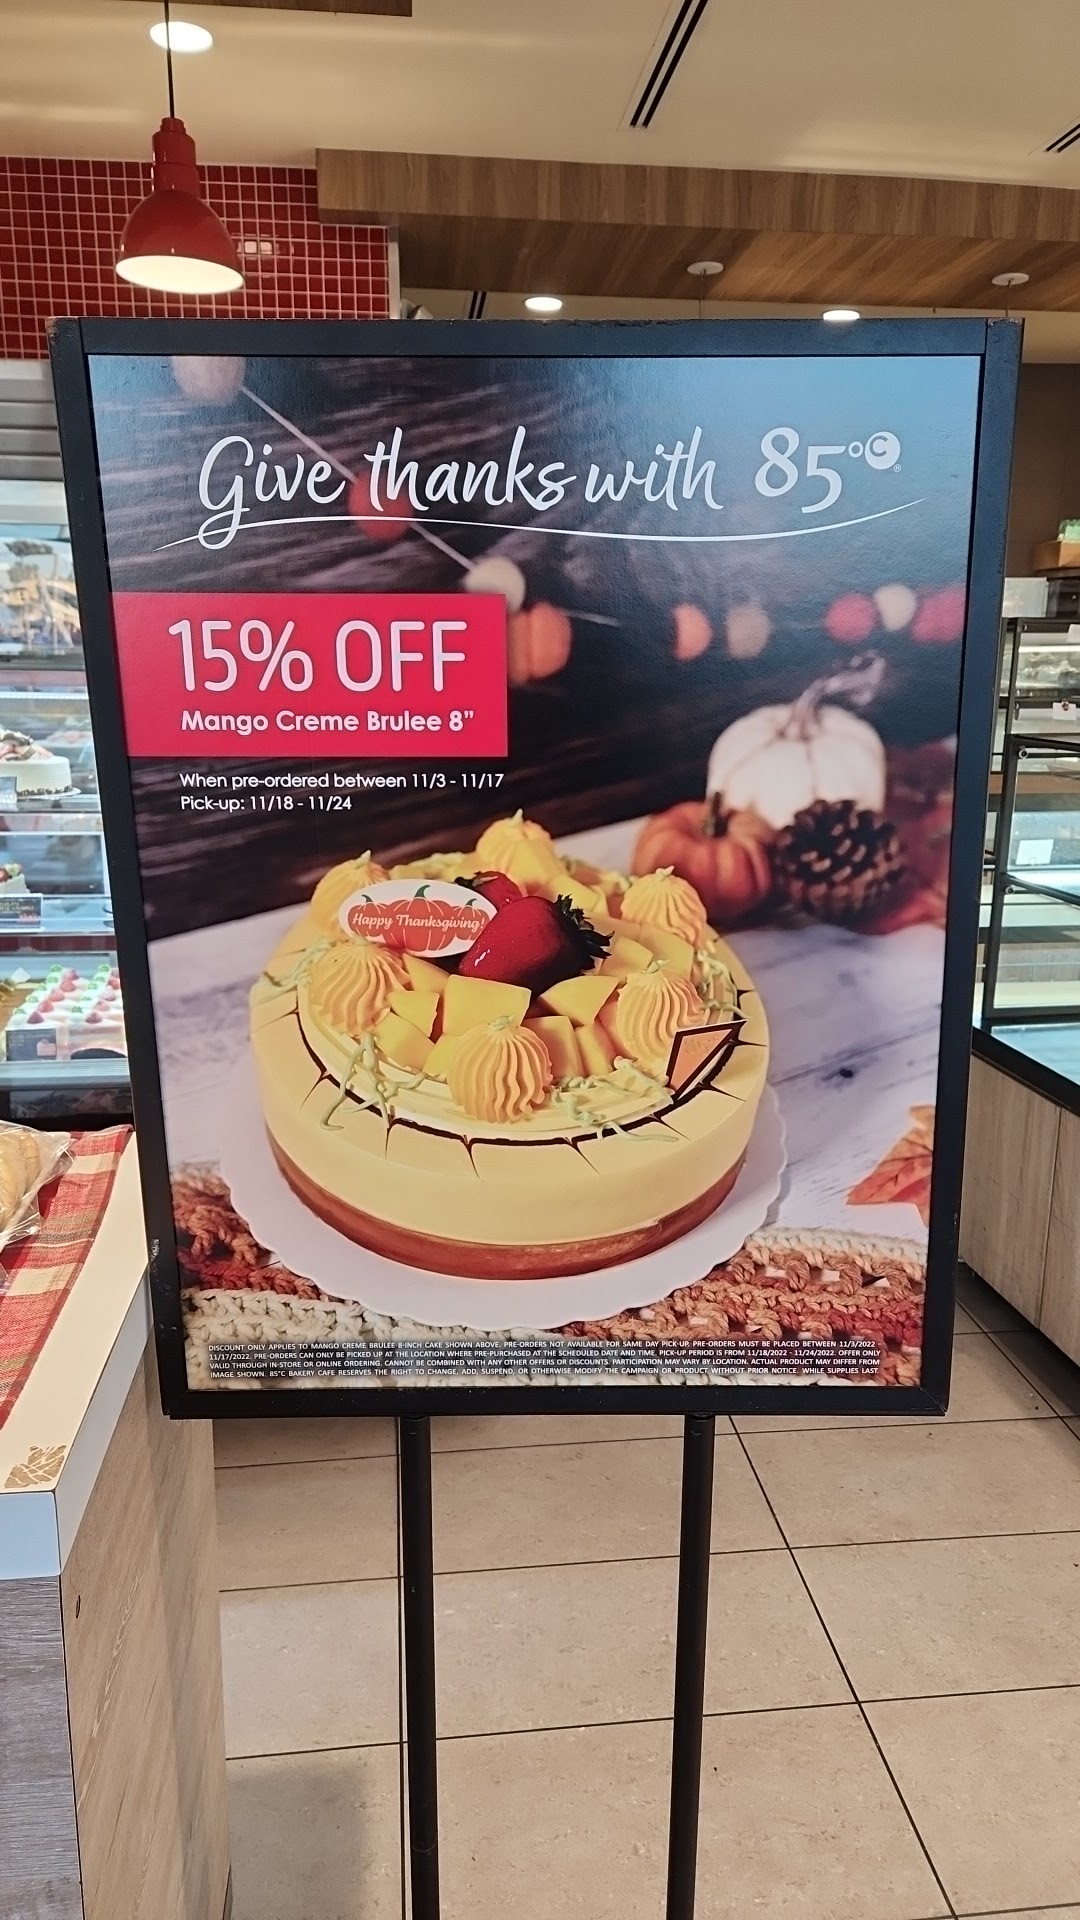 Give thanks with 85°C®
15% OFF
Mango Creme Brulee 8"
When pre-ordered between 11/3 - 11/17
Pick-up: 11/18 - 11/24
Happy Thanksgiving!
DISCOUNT ONLY APPLIES TO MANGO CREME BRULEE 8-INCH CAKE SHOWN ABOVE. PRE-ORDERS NOT AVAILABLE FOR SAME DAY PICK-UP. PRE-ORDERS MUST BE PLACED BETWEEN 11/3/2022 -
11/17/2022. PRE-ORDERS CAN ONLY BE PICKED UP AT THE LOCATION WHERE PRE-PURCHASED AT THE SCHEDULED DATE AND TIME. PICK-UP PERIOD IS FROM 11/18/2022 - 11/24/2022. OFFER ONLY
VALID THROUGH IN-STORE OR ONLINE ORDERING. CANNOT BE COMBINED WITH ANY OTHER OFFERS OR DISCOUNTS. PARTICIPATION MAY VARY BY LOCATION. ACTUAL PRODUCT MAY DIFFER FROM
IMAGE SHOWN. 85°C BAKERY CAFE RESERVES THE RIGHT TO CHANGE, ADD, SUSPEND, OR OTHERWISE MODIFY THE CAMPAIGN OR PRODUCT WITHOUT PRIOR NOTICE. WHILE SUPPLIES LAST.